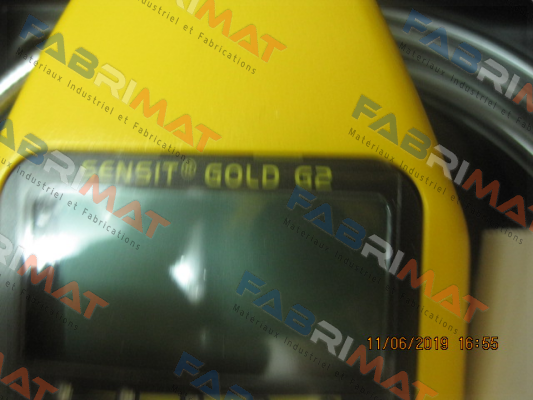 FABRIMAT
Matériaux Industriel et Fabrications
SENSIT® GOLD G2
11/06/2019 16:55